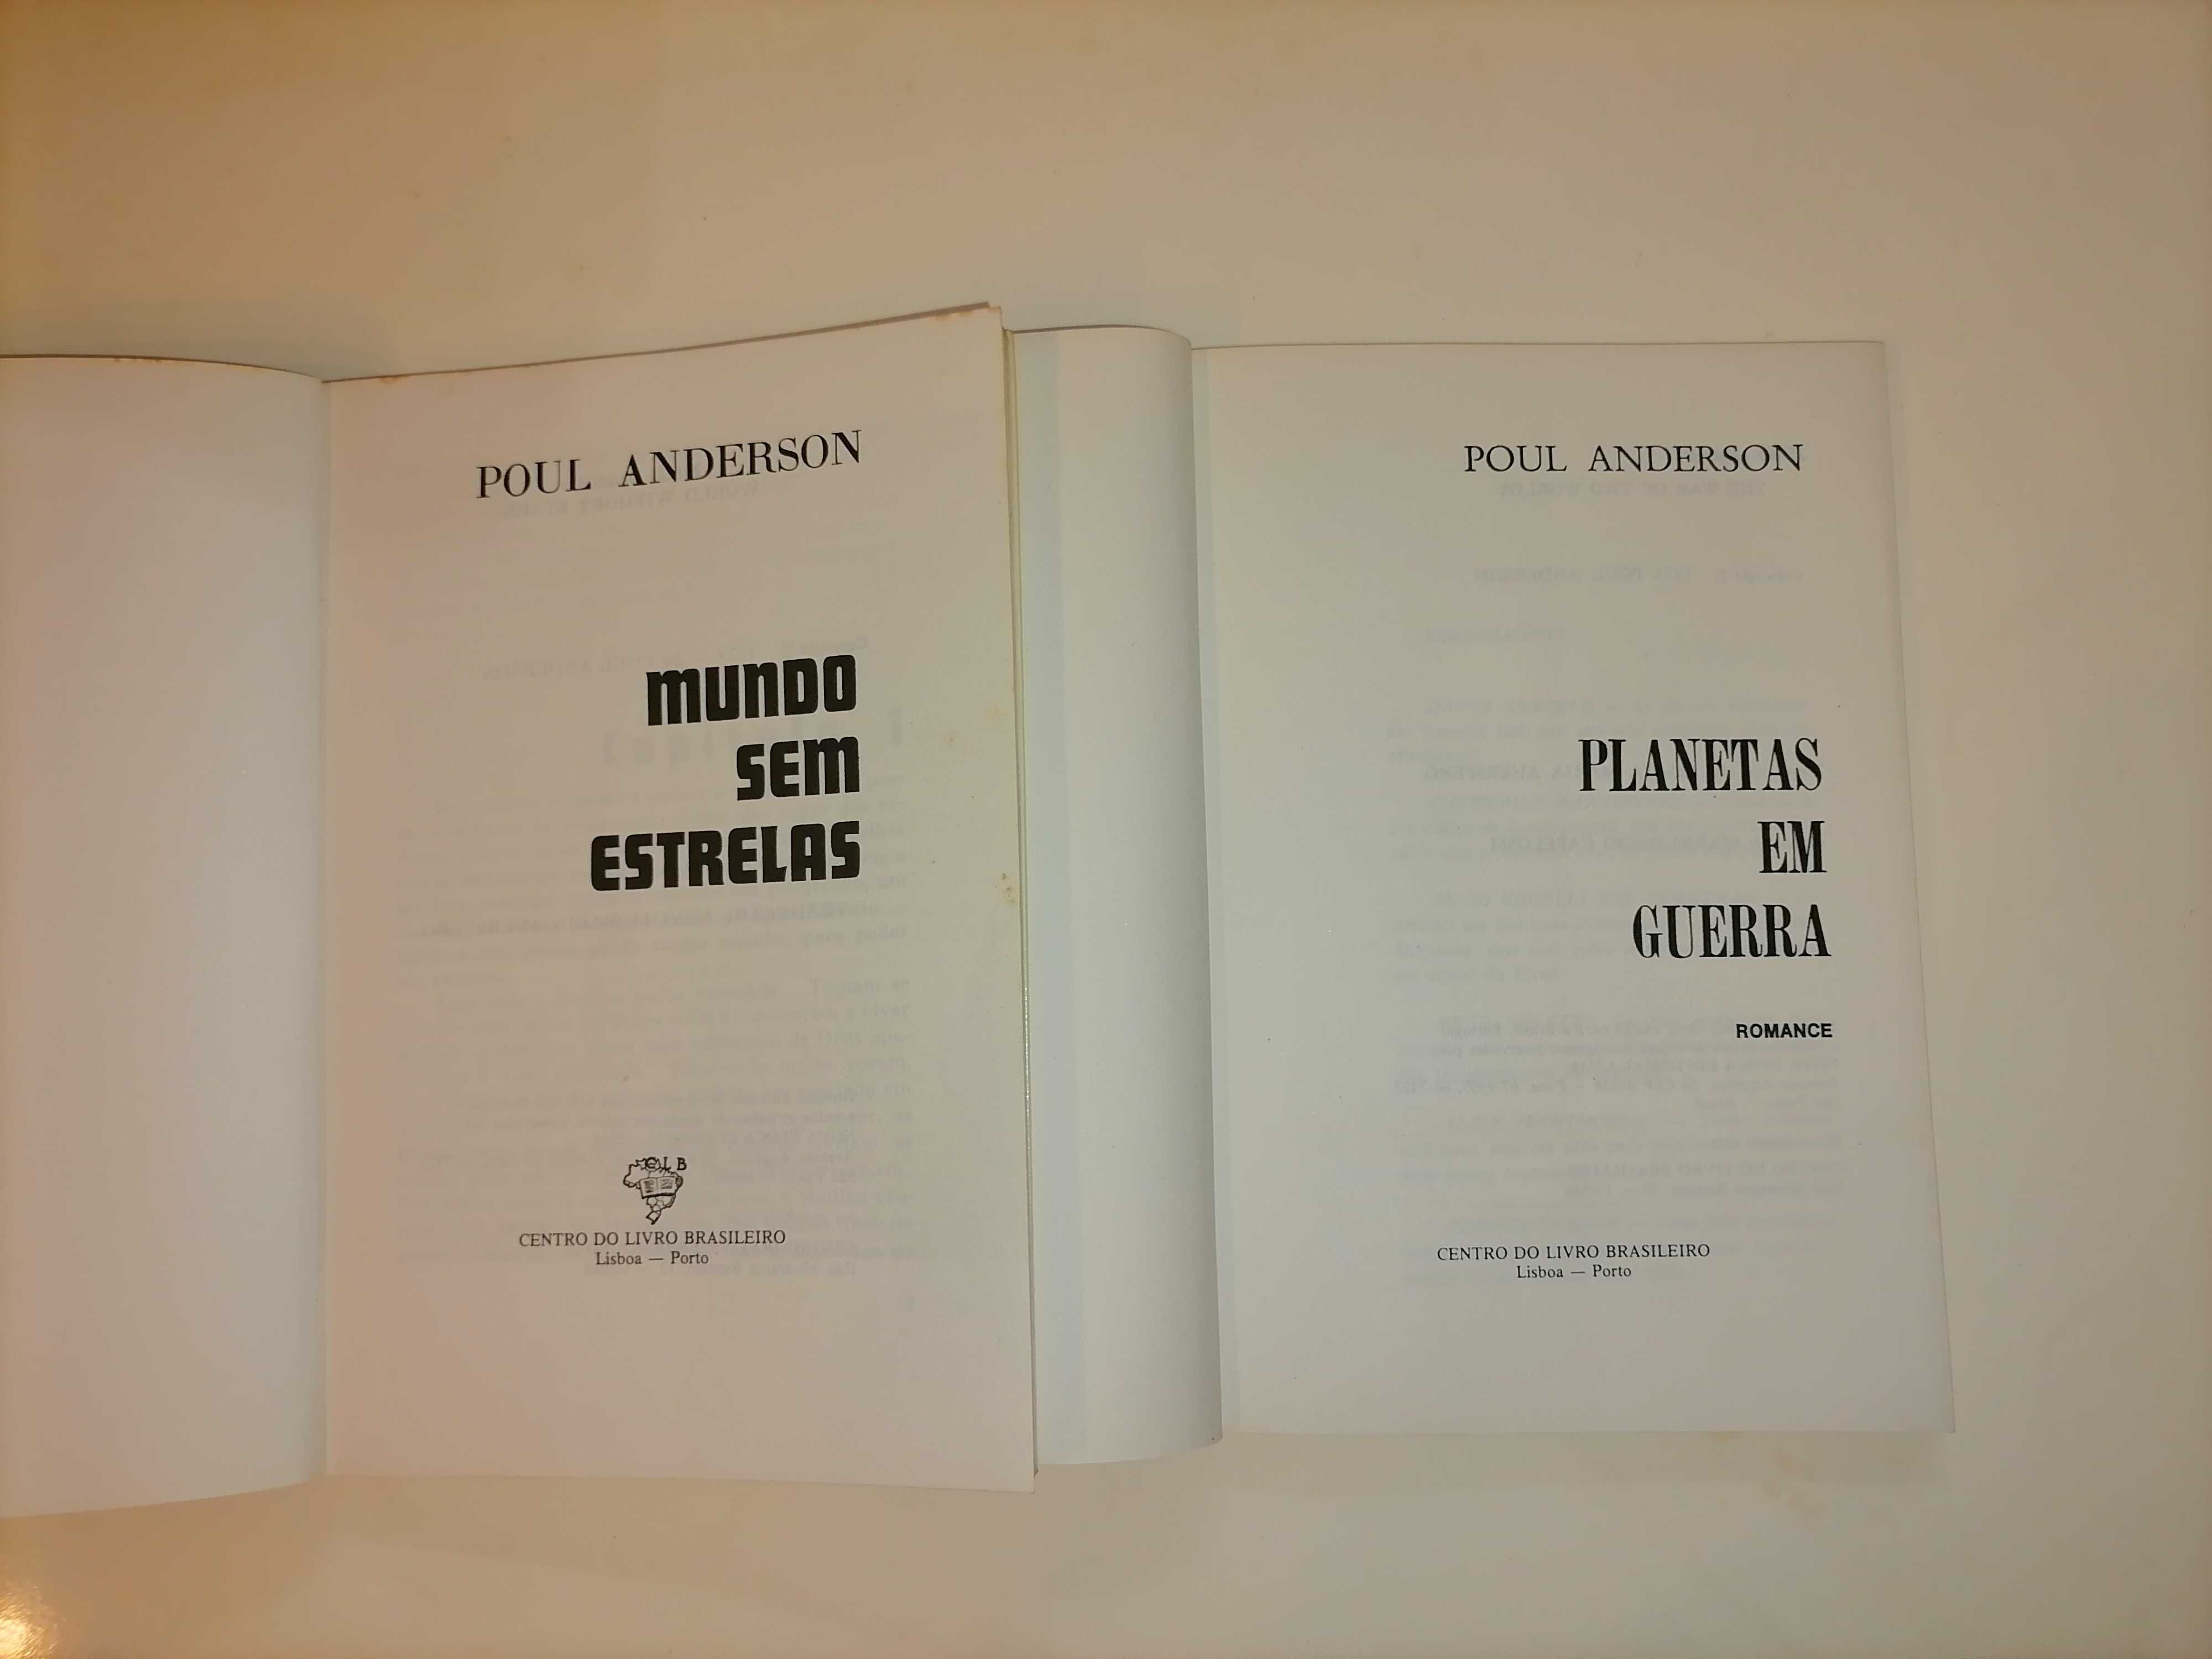 POUL ANDERSON
MUNDO
SEM
ESTRELAS
CLB
CENTRO DO LIVRO BRASILEIRO
Lisboa — Porto
POUL ANDERSON
PLANETAS
EM
GUERRA
ROMANCE
CENTRO DO LIVRO BRASILEIRO
Lisboa — Porto